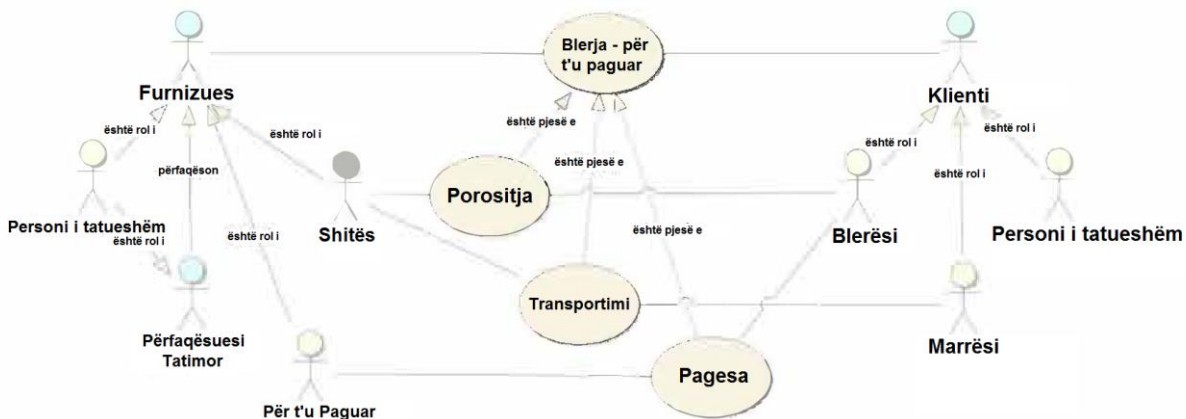 Blerja - për
t'u paguar
Furnizues
Klienti
është rol i
është rol i
është pjesë e
është rol i
është rol i
përfaqëson
është pjesë e
është rol i
Porositja
Personi i tatueshëm
Shitës
Blerësi
Personi i tatueshëm
është rol i
është rol i
është pjesë e
Përfaqësuesi
Tatimor
Transportimi
Marrësi
Pagesa
Për t'u Paguar